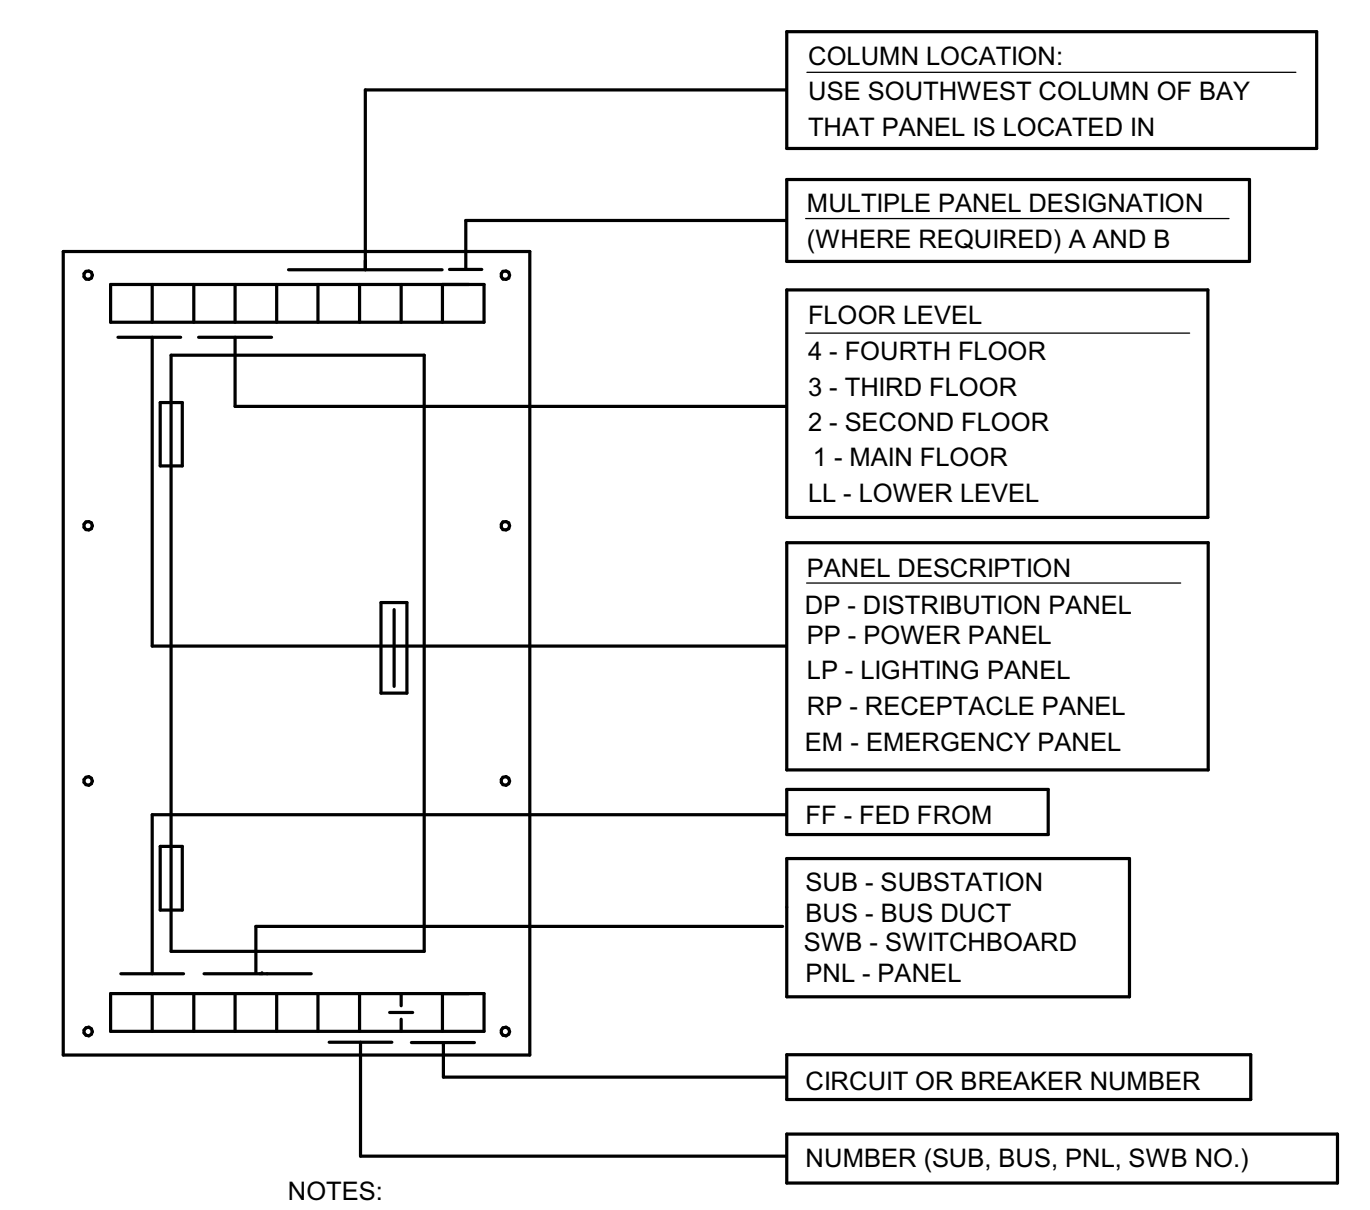 COLUMN LOCATION:
USE SOUTHWEST COLUMN OF BAY
THAT PANEL IS LOCATED IN
MULTIPLE PANEL DESIGNATION
(WHERE REQUIRED) A AND B
FLOOR LEVEL
4 - FOURTH FLOOR
3 - THIRD FLOOR
2 - SECOND FLOOR
1 - MAIN FLOOR
LL - LOWER LEVEL
PANEL DESCRIPTION
DP - DISTRIBUTION PANEL
PP - POWER PANEL
LP - LIGHTING PANEL
RP - RECEPTACLE PANEL
EM - EMERGENCY PANEL
FF - FED FROM
SUB - SUBSTATION
BUS - BUS DUCT
SWB - SWITCHBOARD
PNL - PANEL
CIRCUIT OR BREAKER NUMBER
NUMBER (SUB, BUS, PNL, SWB NO.)
NOTES: